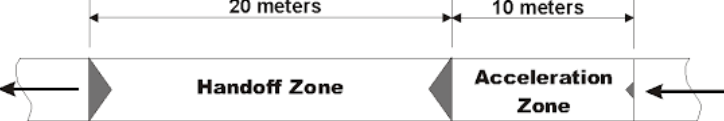 20 meters
10 meters
Handoff Zone
Acceleration
Zone